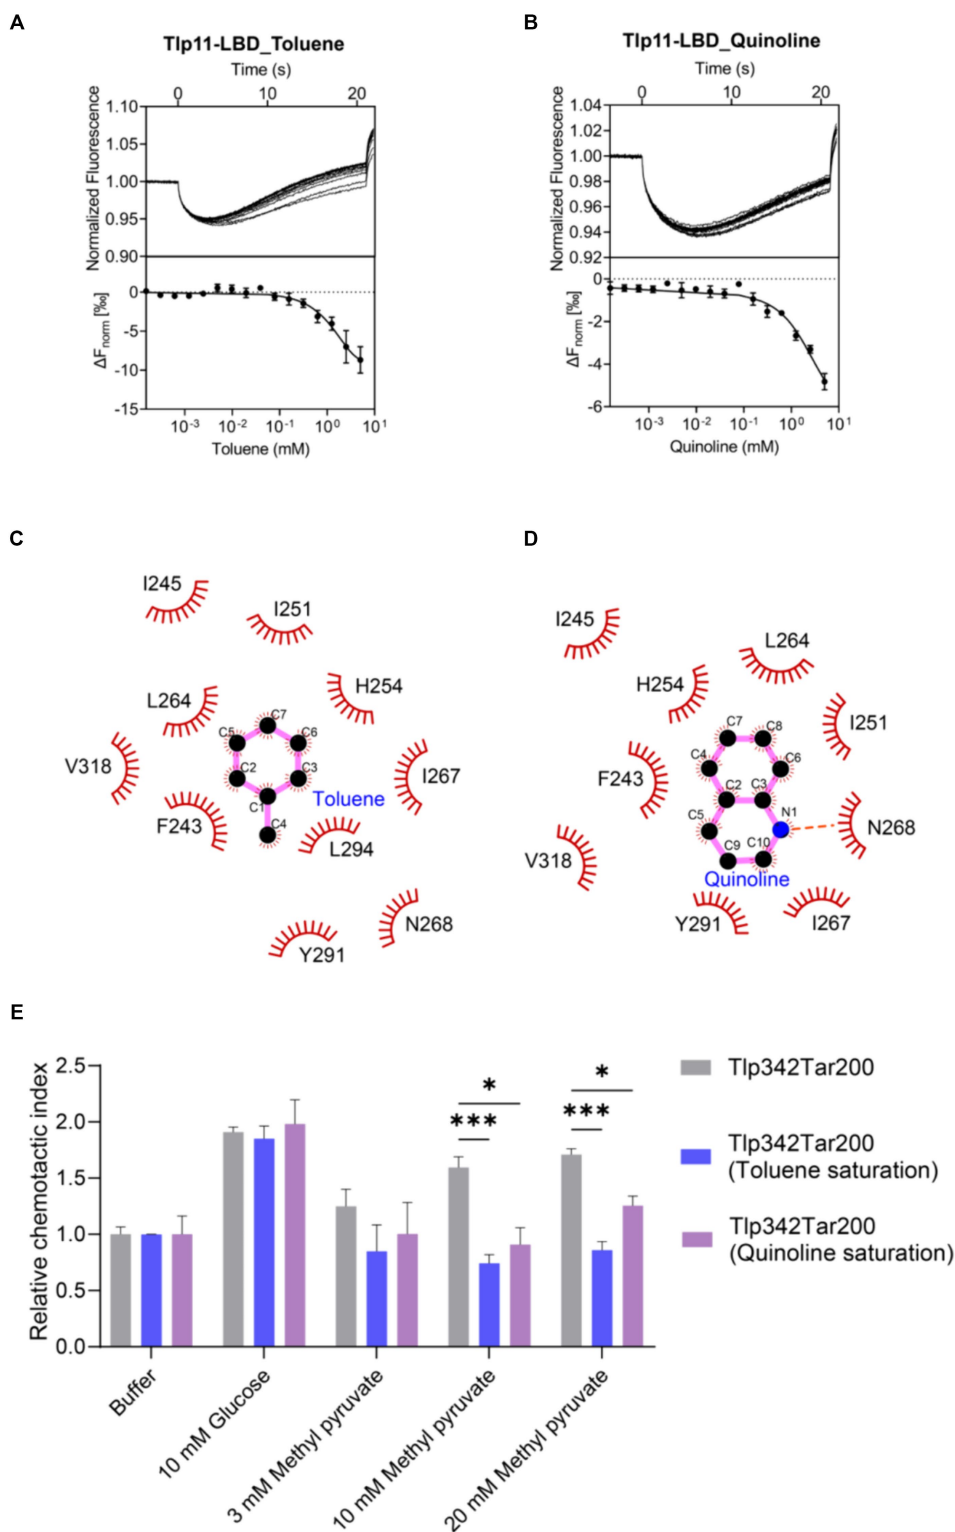 A
Tlp11-LBD_Toluene
Time (s)
0 10 20
Normalized Fluorescence
1.10
1.05
1.00
0.95
0.90
ΔFnorm [‰]
0
-5
-10
-15
10-3 10-2 10-1 100 101
Toluene (mM)
B
Tlp11-LBD_Quinoline
Time (s)
0 10 20
Normalized Fluorescence
1.04
1.02
1.00
0.98
0.96
0.94
0.92
ΔFnorm [‰]
0
-2
-4
-6
10-3 10-2 10-1 100 101
Quinoline (mM)
C
I245
I251
H254
L264
C7
C5 C6
V318
C2 C3
I267
Toluene
C1
F243
C4
L294
N268
Y291
D
I245
L264
H254
I251
C7 C8
C4 C6
F243
C2 C3
N1
C5
N268
C9 C10
V318
Quinoline
Y291
I267
E
Relative chemotactic index
2.5
2.0
1.5
1.0
0.5
0.0
* *
*** ***
Buffer
10 mM Glucose
3 mM Methyl pyruvate
10 mM Methyl pyruvate
20 mM Methyl pyruvate
Tlp342Tar200
Tlp342Tar200
(Toluene saturation)
Tlp342Tar200
(Quinoline saturation)